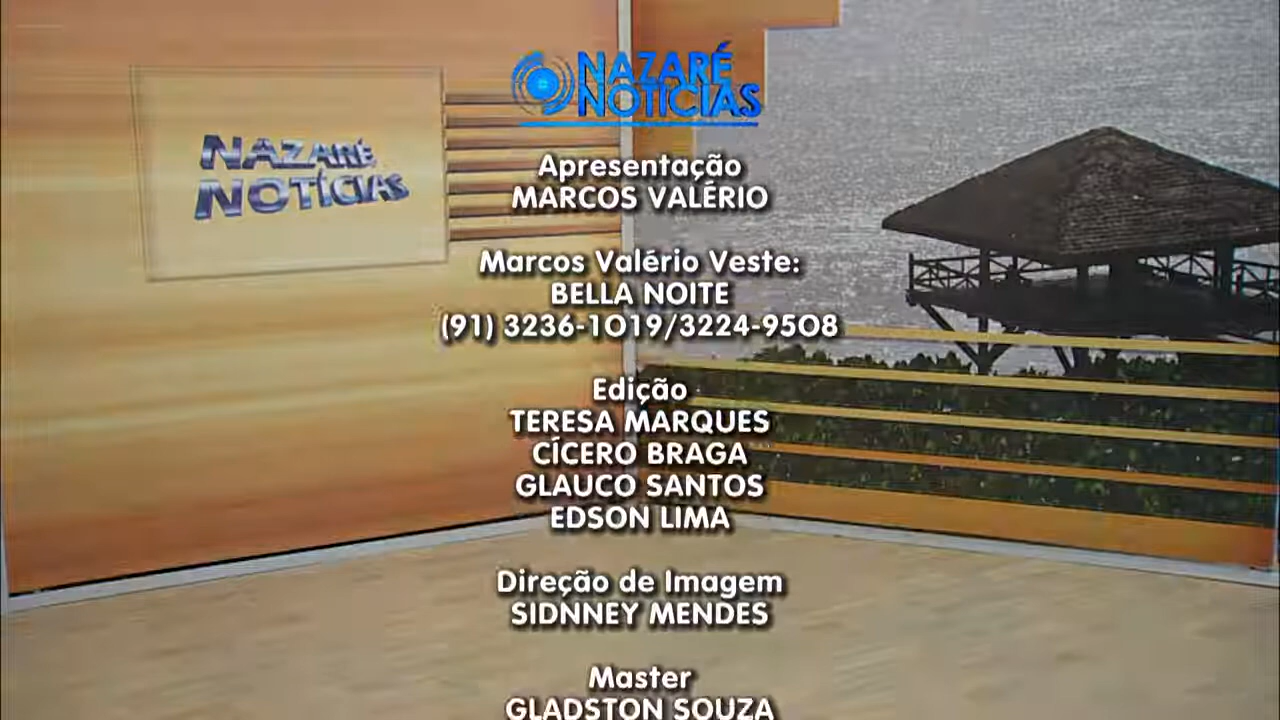 NAZARÉ
NOTÍCIAS
NAZARÉ
NOTÍCIAS
Apresentação
MARCOS VALÉRIO
Marcos Valério Veste:
BELLA NOITE
(91) 3236-1019/3224-9508
Edição
TERESA MARQUES
CÍCERO BRAGA
GLAUCO SANTOS
EDSON LIMA
Direção de Imagem
SIDNNEY MENDES
Master
GLADSTON SOUZA